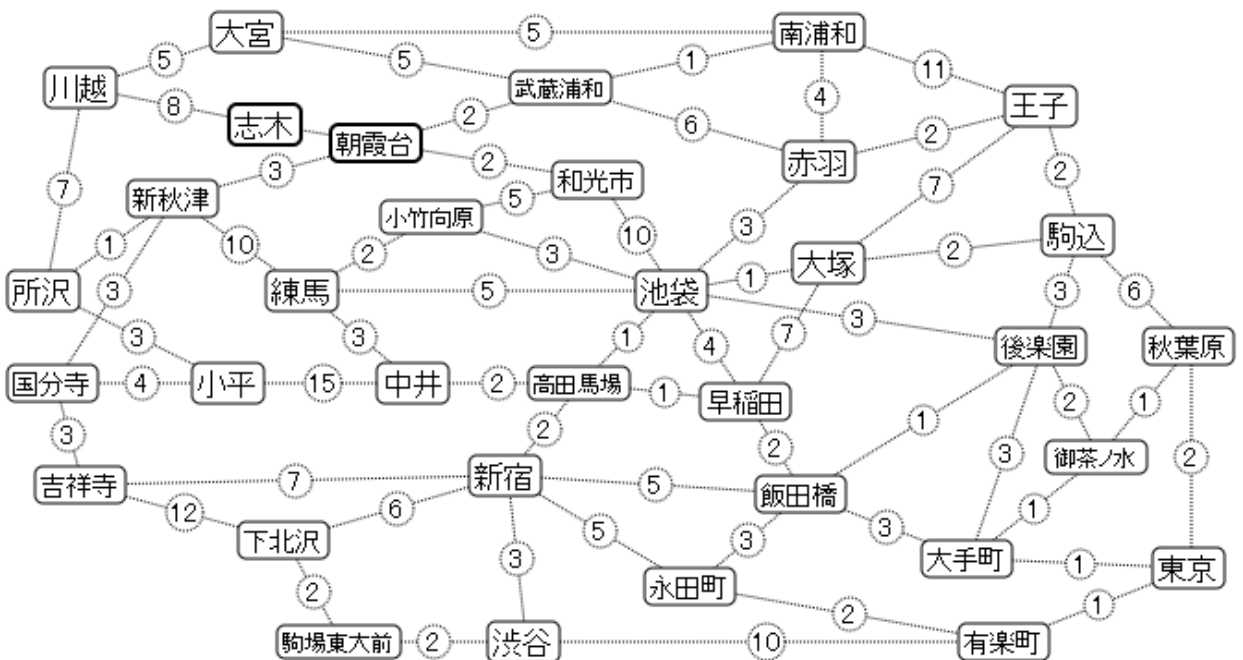 大宮
5
南浦和
川越
5
5
1
11
武蔵浦和
8
志木
2
4
王子
朝霞台
6
2
赤羽
3
2
和光市
2
7
新秋津
7
5
小竹向原
3
駒込
1
10
10
2
3
大塚
2
所沢
3
練馬
5
池袋
1
3
6
3
3
1
4
7
3
後楽園
秋葉原
国分寺
4
小平
15
中井
2
高田馬場
1
早稲田
2
1
3
2
1
2
3
御茶ノ水
吉祥寺
7
新宿
5
飯田橋
12
6
3
1
下北沢
3
5
3
大手町
1
東京
2
永田町
2
1
駒場東大前
2
渋谷
10
有楽町